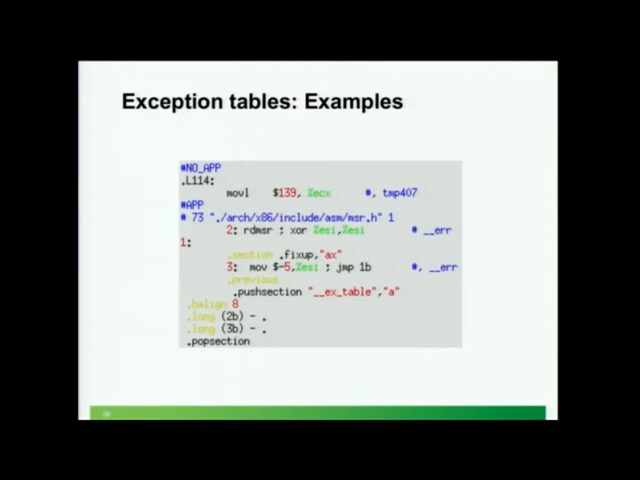 Exception tables: Examples
#NO_APP
.L114:
movl $139, %ecx #, tmp407
#APP
# 73 "./arch/x86/include/asm/msr.h" 1
2: rdmsr ; xor %esi,%esi # __err
1:
.section .fixup,"ax"
3: mov $-5,%esi ; jmp 1b #, __err
.previous
.pushsection "__ex_table","a"
.balign 8
.long (2b) - .
.long (3b) - .
.popsection